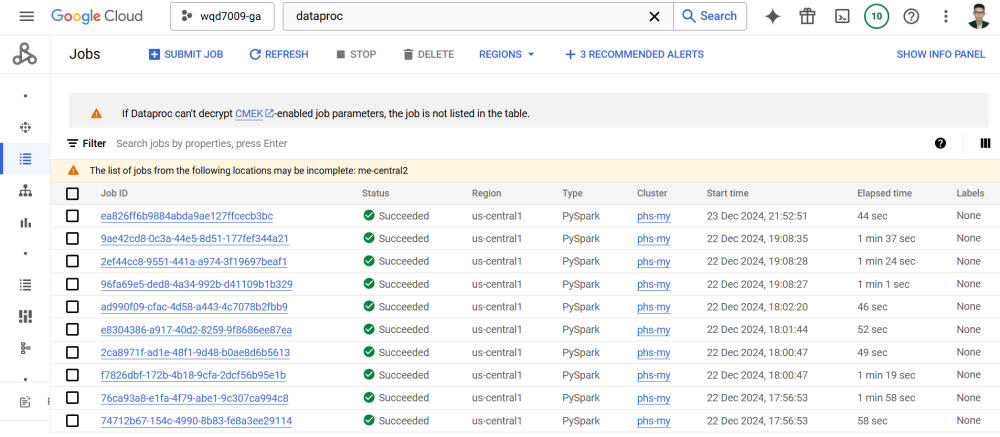 Google Cloud wqd7009-ga dataproc Search 10
Jobs SUBMIT JOB REFRESH STOP DELETE REGIONS + 3 RECOMMENDED ALERTS SHOW INFO PANEL
If Dataproc can't decrypt CMEK-enabled job parameters, the job is not listed in the table.
Filter Search jobs by properties, press Enter
The list of jobs from the following locations may be incomplete: me-central2
Job ID Status Region Type Cluster Start time Elapsed time Labels
ea826ff6b9884abda9ae127ffcecb3bc Succeeded us-central1 PySpark phs-my 23 Dec 2024, 21:52:51 44 sec None
9ae42cd8-0c3a-44e5-8d51-177fef344a21 Succeeded us-central1 PySpark phs-my 22 Dec 2024, 19:08:35 1 min 37 sec None
2ef44cc8-9551-441a-a974-3f19697beaf1 Succeeded us-central1 PySpark phs-my 22 Dec 2024, 19:08:28 1 min 24 sec None
96fa69e5-ded8-4a34-992b-d41109b1b329 Succeeded us-central1 PySpark phs-my 22 Dec 2024, 19:08:27 1 min 1 sec None
ad990f09-cfac-4d58-a443-4c7078b2fbb9 Succeeded us-central1 PySpark phs-my 22 Dec 2024, 18:02:20 46 sec None
e8304386-a917-40d2-8259-9f8686ee87ea Succeeded us-central1 PySpark phs-my 22 Dec 2024, 18:01:44 52 sec None
2ca8971f-ad1e-48f1-9d48-b0ae8d6b5613 Succeeded us-central1 PySpark phs-my 22 Dec 2024, 18:00:47 49 sec None
f7826dbf-172b-4b18-9cfa-2dcf56b95e1b Succeeded us-central1 PySpark phs-my 22 Dec 2024, 18:00:47 1 min 19 sec None
76ca93a8-e1fa-4f79-abe1-9c307ca994c8 Succeeded us-central1 PySpark phs-my 22 Dec 2024, 17:56:53 1 min 58 sec None
74712b67-154c-4990-8b83-fe8a3ee29114 Succeeded us-central1 PySpark phs-my 22 Dec 2024, 17:56:53 58 sec None